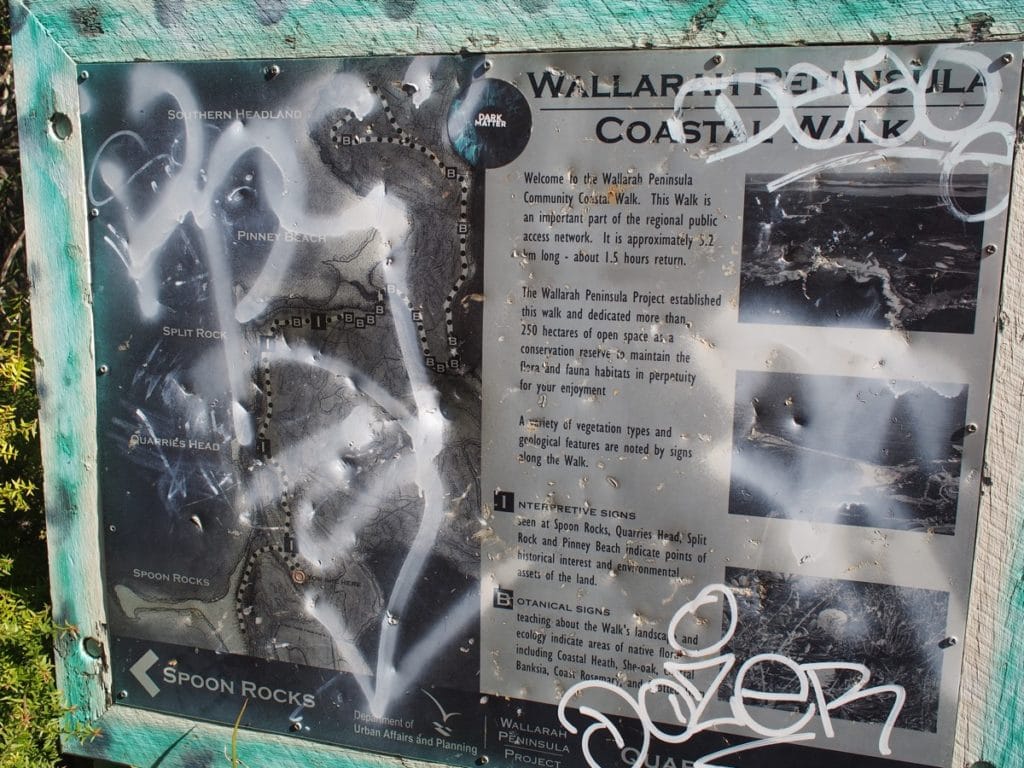 WALLARAH PENINSULA
COASTAL WALK
DARK
MATTER
SOUTHERN HEADLAND
PINNEY BEACH
SPLIT ROCK
QUARRIES HEAD
SPOON ROCKS
YOU ARE HERE
B
B
B
B
I
B B B
B
B
B
B
I
I
I
Welcome to the Wallarah Peninsula
Community Coastal Walk. This Walk is
an important part of the regional public
access network. It is approximately 5.2
km long - about 1.5 hours return.
The Wallarah Peninsula Project established
this walk and dedicated more than
250 hectares of open space as a
conservation reserve to maintain the
flora and fauna habitats in perpetuity
for your enjoyment
A variety of vegetation types and
geological features are noted by signs
along the Walk.
INTERPRETIVE SIGNS
seen at Spoon Rocks, Quarries Head, Split
Rock and Pinney Beach indicate points of
historical interest and environmental
assets of the land.
BOTANICAL SIGNS
teaching about the Walk's landscape and
ecology indicate areas of native flora
including Coastal Heath, She-oak, Coastal
Banksia, Coast Rosemary, and
SPOON ROCKS
Department of
Urban Affairs and Planning
WALLARAH
PENINSULA
PROJECT
DOZER